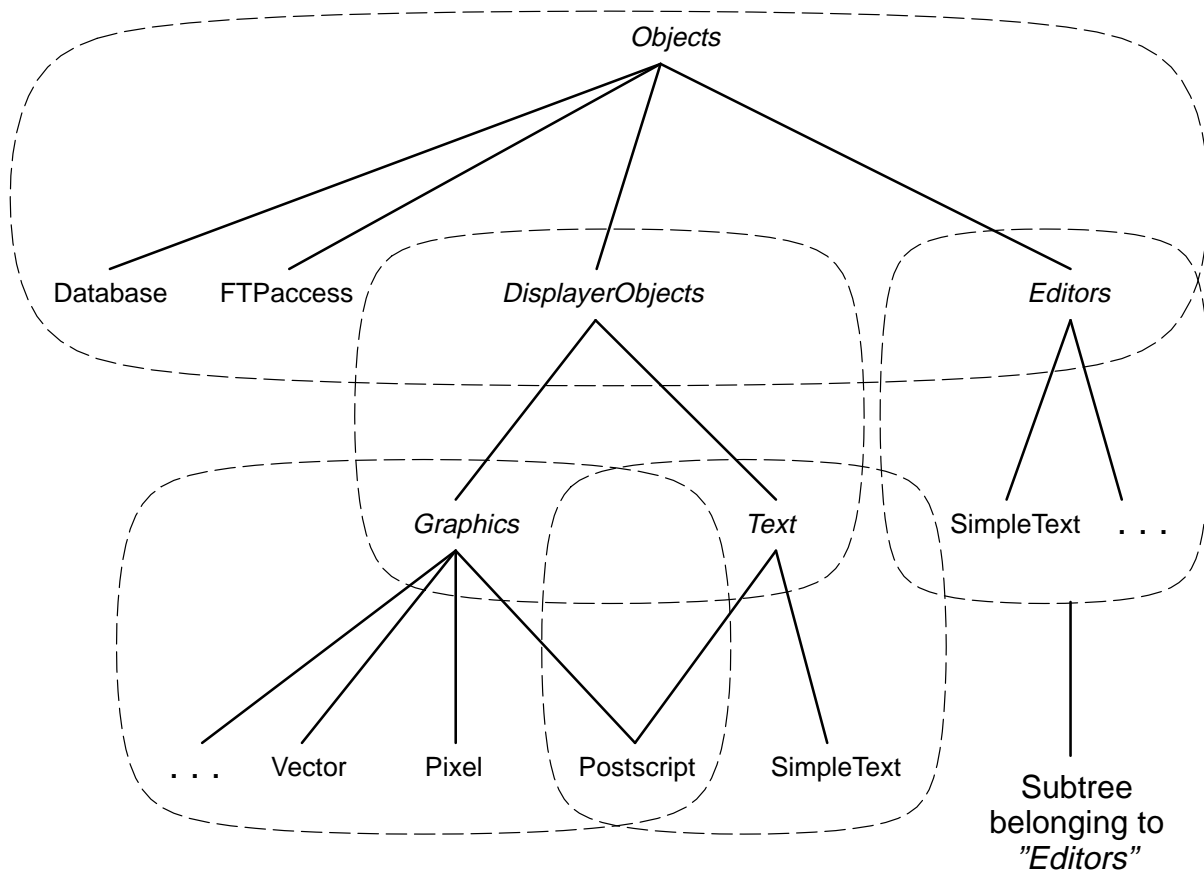 Objects
Database FTPaccess DisplayerObjects Editors
Graphics Text SimpleText . . .
. . . Vector Pixel Postscript SimpleText
Subtree
belonging to
”Editors”